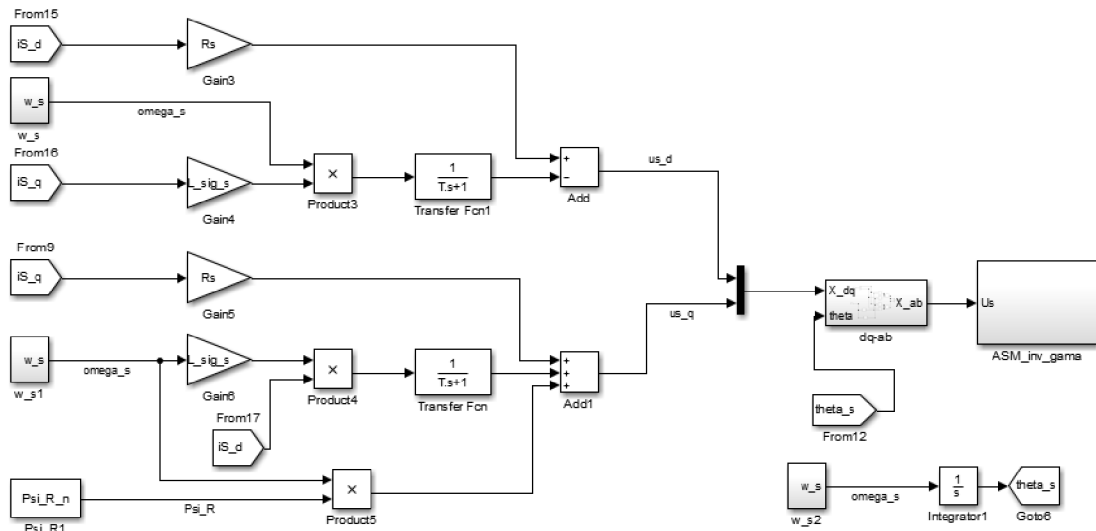 From15
iS_d
Rs
Gain3
w_s
omega_s
w_s
From16
iS_q
L_sig_s
Gain4
×
Product3
1
T.s+1
Transfer Fcn1
+
−
Add
us_d
From9
iS_q
Rs
Gain5
w_s
omega_s
w_s1
L_sig_s
Gain6
×
Product4
From17
iS_d
1
T.s+1
Transfer Fcn
+
+
+
Add1
us_q
X_dq
theta
X_ab
dq-ab
Us
ASM_inv_gama
theta_s
From12
Psi_R_n
Psi_R1
Psi_R
×
Product5
w_s
w_s2
omega_s
1
s
Integrator1
theta_s
Goto6